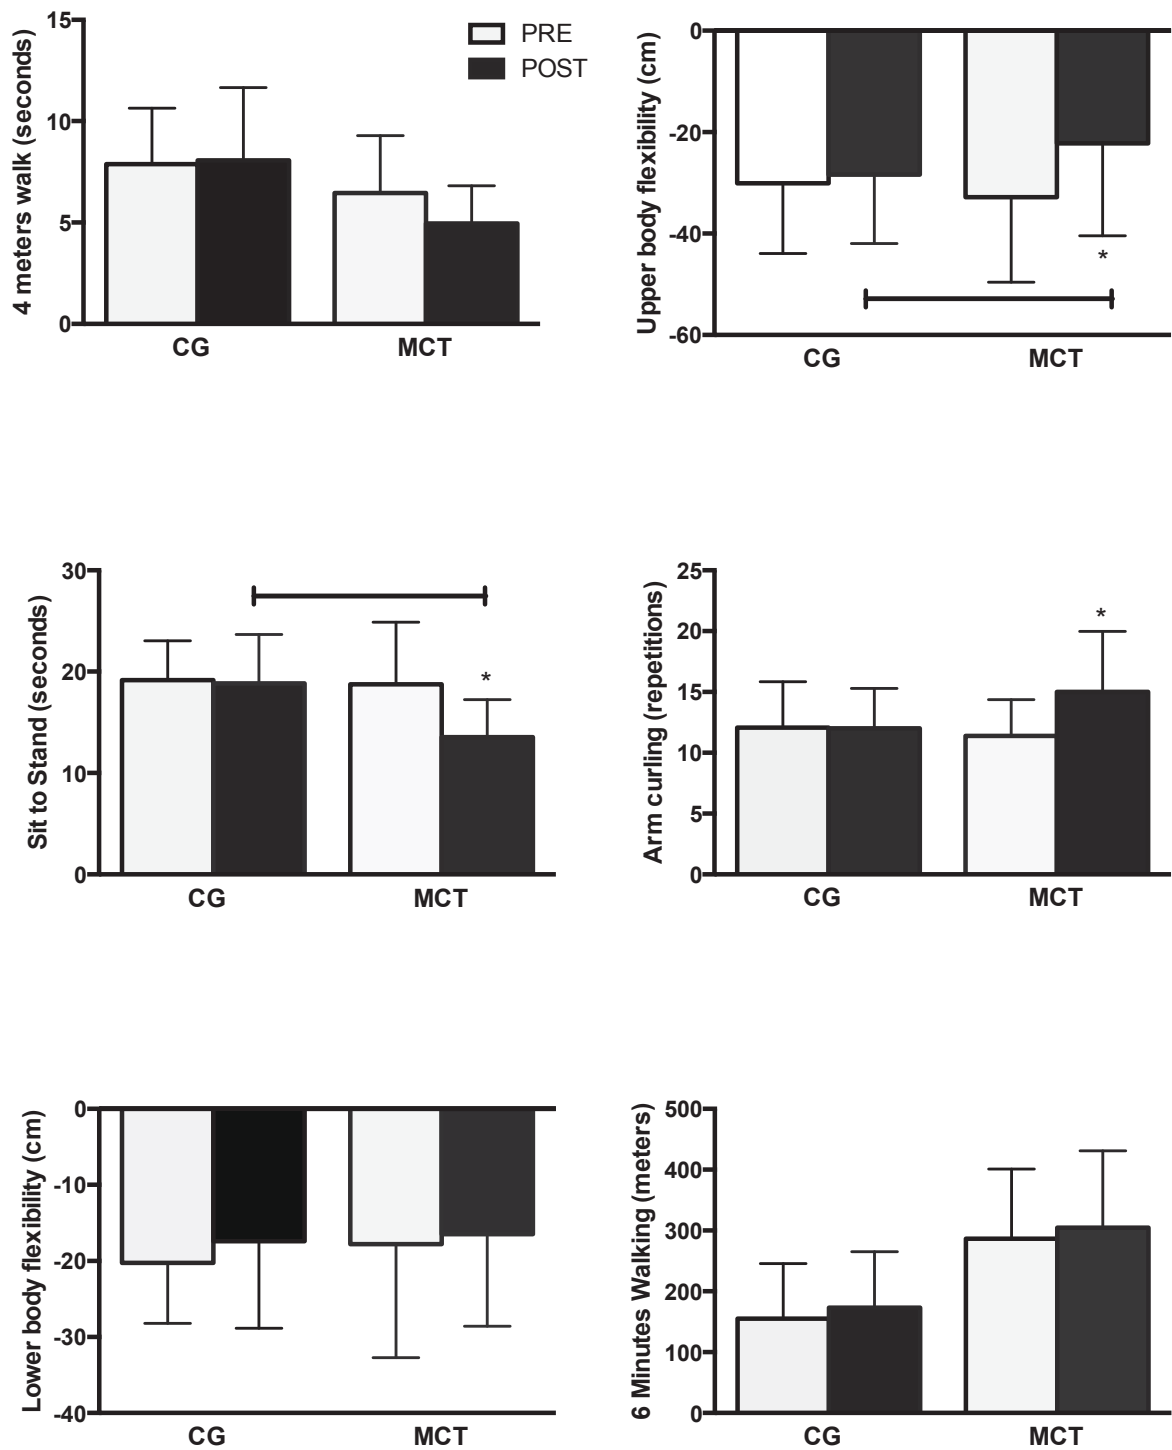 4 meters walk (seconds)
15
10
5
0
PRE
POST
CG
MCT
Upper body flexibility (cm)
0
-20
-40
-60
*
CG
MCT
Sit to Stand (seconds)
30
20
10
0
*
CG
MCT
Arm curling (repetitions)
25
20
15
10
5
0
*
CG
MCT
Lower body flexibility (cm)
0
-10
-20
-30
-40
CG
MCT
6 Minutes Walking (meters)
500
400
300
200
100
0
CG
MCT